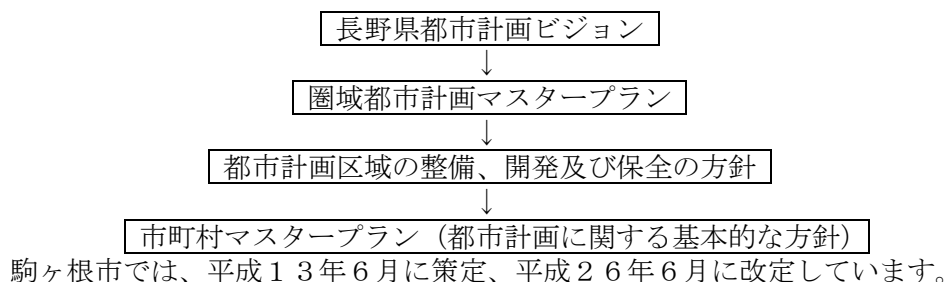 長野県都市計画ビジョン
↓
圏域都市計画マスタープラン
↓
都市計画区域の整備、開発及び保全の方針
↓
市町村マスタープラン（都市計画に関する基本的な方針）
駒ヶ根市では、平成１３年６月に策定、平成２６年６月に改定しています。